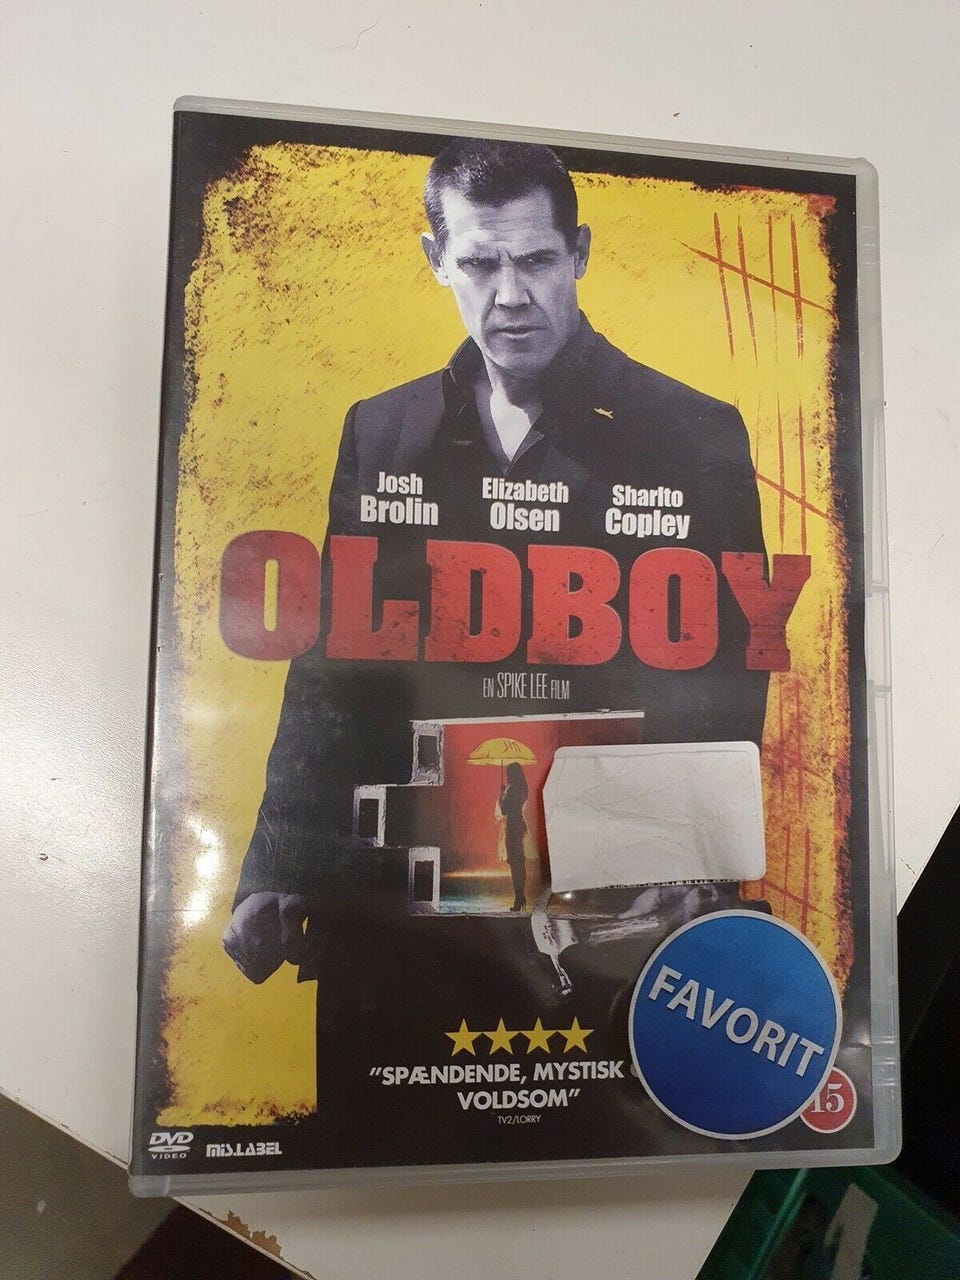 Josh Elizabeth Sharlto
Brolin Olsen Copley
OLDBOY
EN SPIKE LEE FILM
"SPÆNDENDE, MYSTISK
VOLDSOM"
TV2/LORRY
FAVORIT
15
DVD
VIDEO
MIS.LABEL